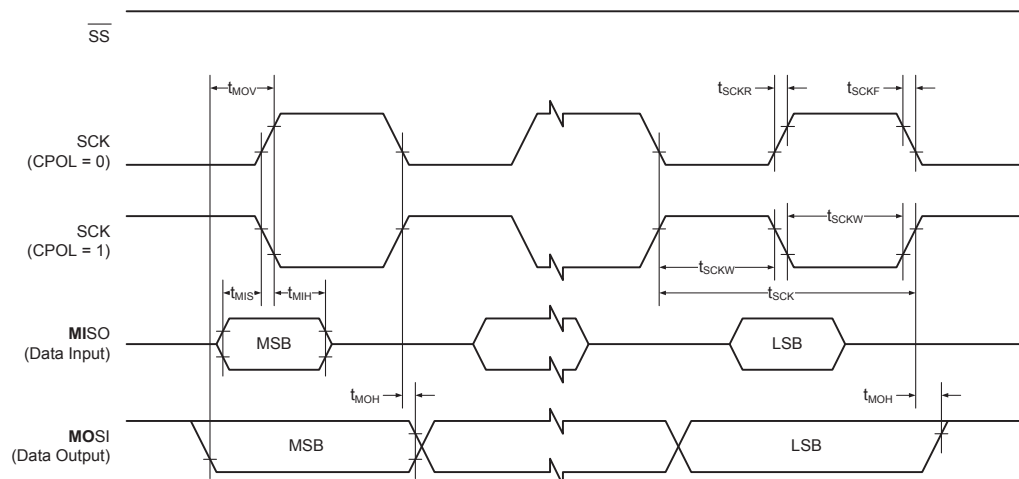 SS
tMOV
tSCKR
tSCKF
SCK
(CPOL = 0)
SCK
(CPOL = 1)
tSCKW
tSCKW
tMIS
tMIH
tSCK
MISO
(Data Input)
MSB
LSB
tMOH
tMOH
MOSI
(Data Output)
MSB
LSB